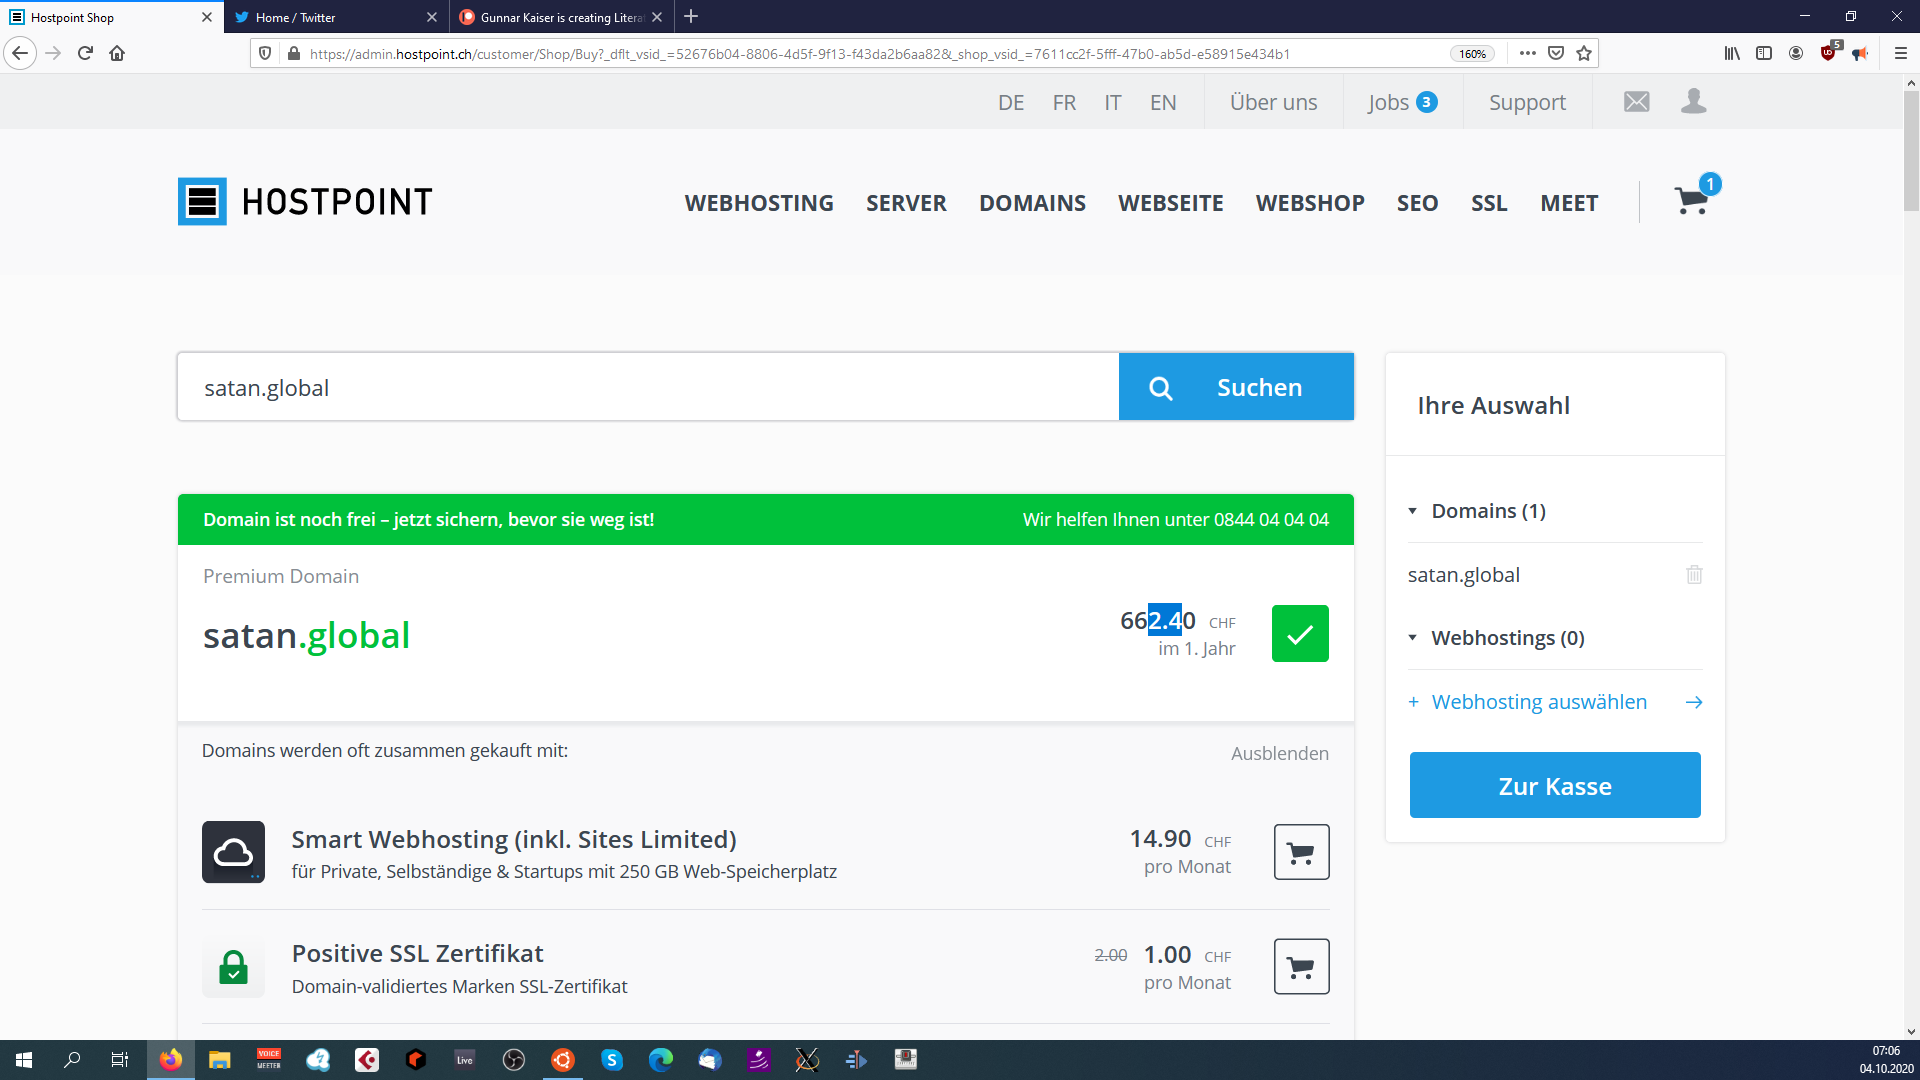 Hostpoint Shop
Home / Twitter
Gunnar Kaiser is creating Litera
https://admin.hostpoint.ch/customer/Shop/Buy?_dflt_vsid_=52676b04-8806-4d5f-9f13-f43da2b6aa82&_shop_vsid_=7611cc2f-5fff-47b0-ab5d-e58915e434b1
160%
5
DE FR IT EN Über uns Jobs 3 Support
HOSTPOINT
WEBHOSTING SERVER DOMAINS WEBSEITE WEBSHOP SEO SSL MEET
1
satan.global
Suchen
Domain ist noch frei – jetzt sichern, bevor sie weg ist!
Wir helfen Ihnen unter 0844 04 04 04
Premium Domain
satan.global
662.40 CHF
im 1. Jahr
Domains werden oft zusammen gekauft mit:
Ausblenden
Smart Webhosting (inkl. Sites Limited)
für Private, Selbständige & Startups mit 250 GB Web-Speicherplatz
14.90 CHF
pro Monat
Positive SSL Zertifikat
Domain-validiertes Marken SSL-Zertifikat
2.00 1.00 CHF
pro Monat
Ihre Auswahl
Domains (1)
satan.global
Webhostings (0)
+ Webhosting auswählen
Zur Kasse
VOICE
MEETER
Live
07:06
04.10.2020